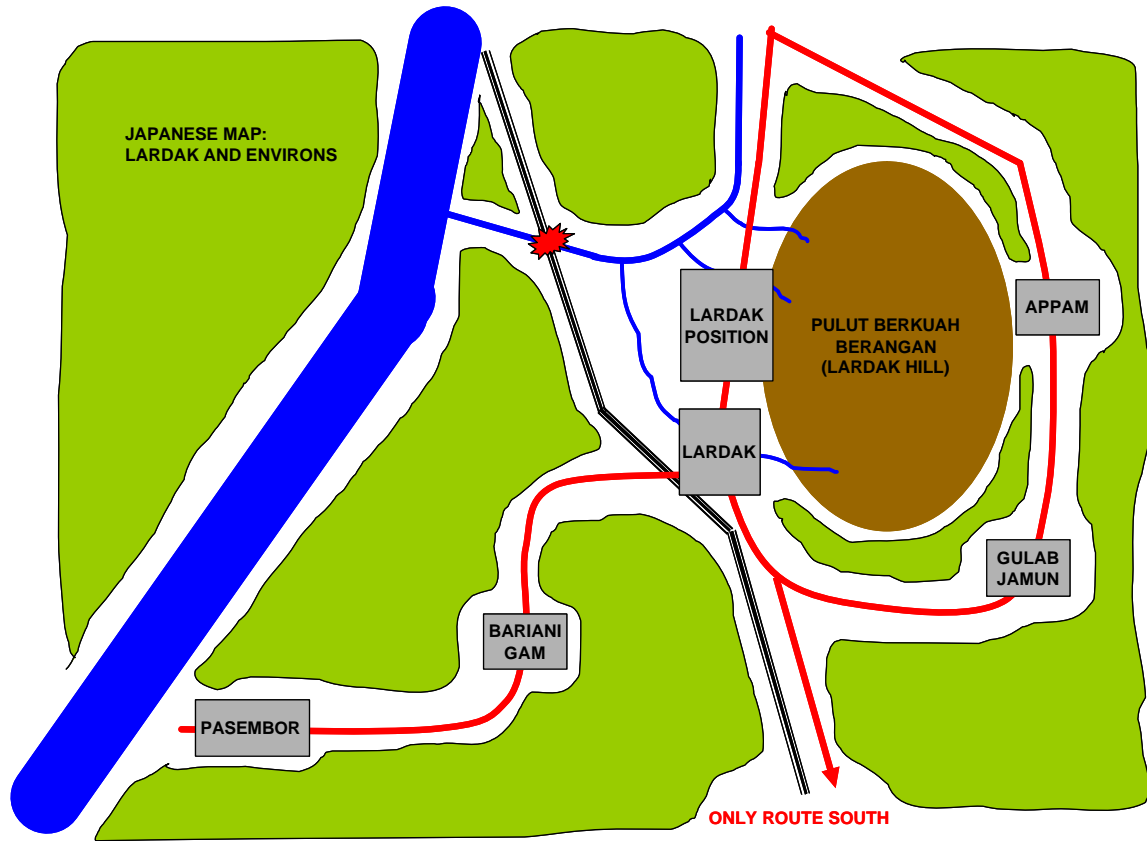 JAPANESE MAP:
LARDAK AND ENVIRONS
LARDAK
POSITION
PULUT BERKUAH
BERANGAN
(LARDAK HILL)
APPAM
LARDAK
GULAB
JAMUN
BARIANI
GAM
PASEMBOR
ONLY ROUTE SOUTH